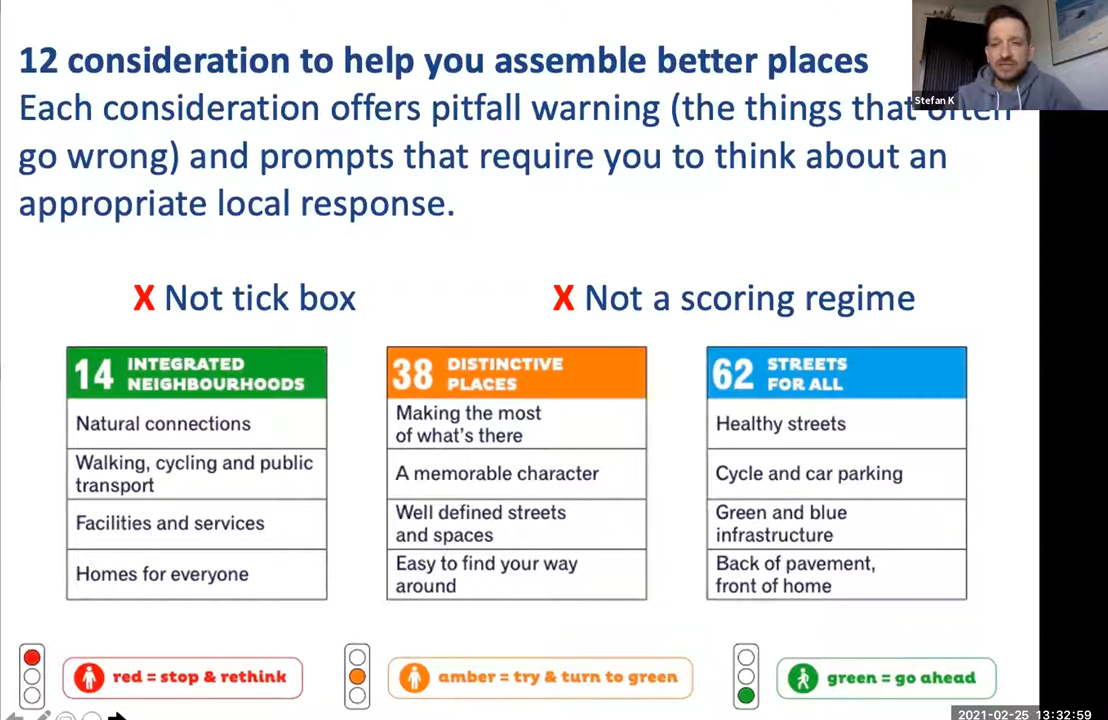 12 consideration to help you assemble better places
Each consideration offers pitfall warning (the things that often
go wrong) and prompts that require you to think about an
appropriate local response.
Stefan K
X Not tick box
X Not a scoring regime
14 INTEGRATED
NEIGHBOURHOODS
Natural connections
Walking, cycling and public
transport
Facilities and services
Homes for everyone
38 DISTINCTIVE
PLACES
Making the most
of what's there
A memorable character
Well defined streets
and spaces
Easy to find your way
around
62 STREETS
FOR ALL
Healthy streets
Cycle and car parking
Green and blue
infrastructure
Back of pavement,
front of home
red = stop & rethink
amber = try & turn to green
green = go ahead
2021-02-25 13:32:59